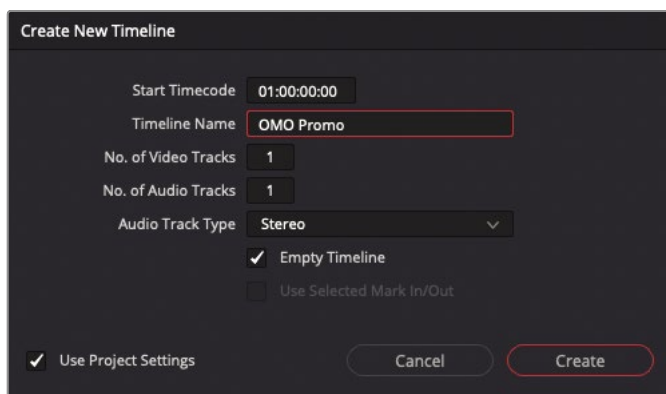 Create New Timeline
Start Timecode 01:00:00:00
Timeline Name OMO Promo
No. of Video Tracks 1
No. of Audio Tracks 1
Audio Track Type Stereo
Empty Timeline
Use Selected Mark In/Out
Use Project Settings Cancel Create